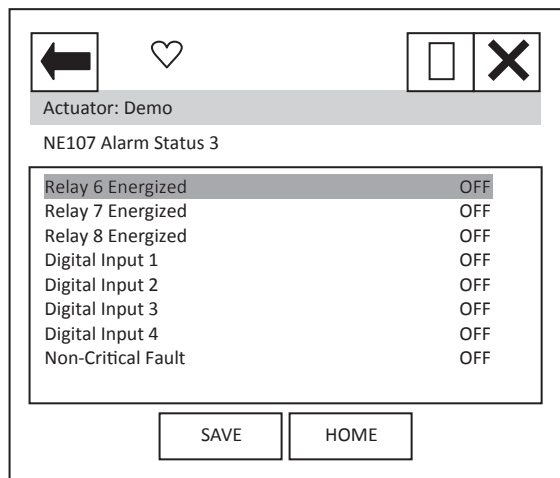 Actuator: Demo
NE107 Alarm Status 3
Relay 6 Energized OFF
Relay 7 Energized OFF
Relay 8 Energized OFF
Digital Input 1 OFF
Digital Input 2 OFF
Digital Input 3 OFF
Digital Input 4 OFF
Non-Critical Fault OFF
SAVE HOME